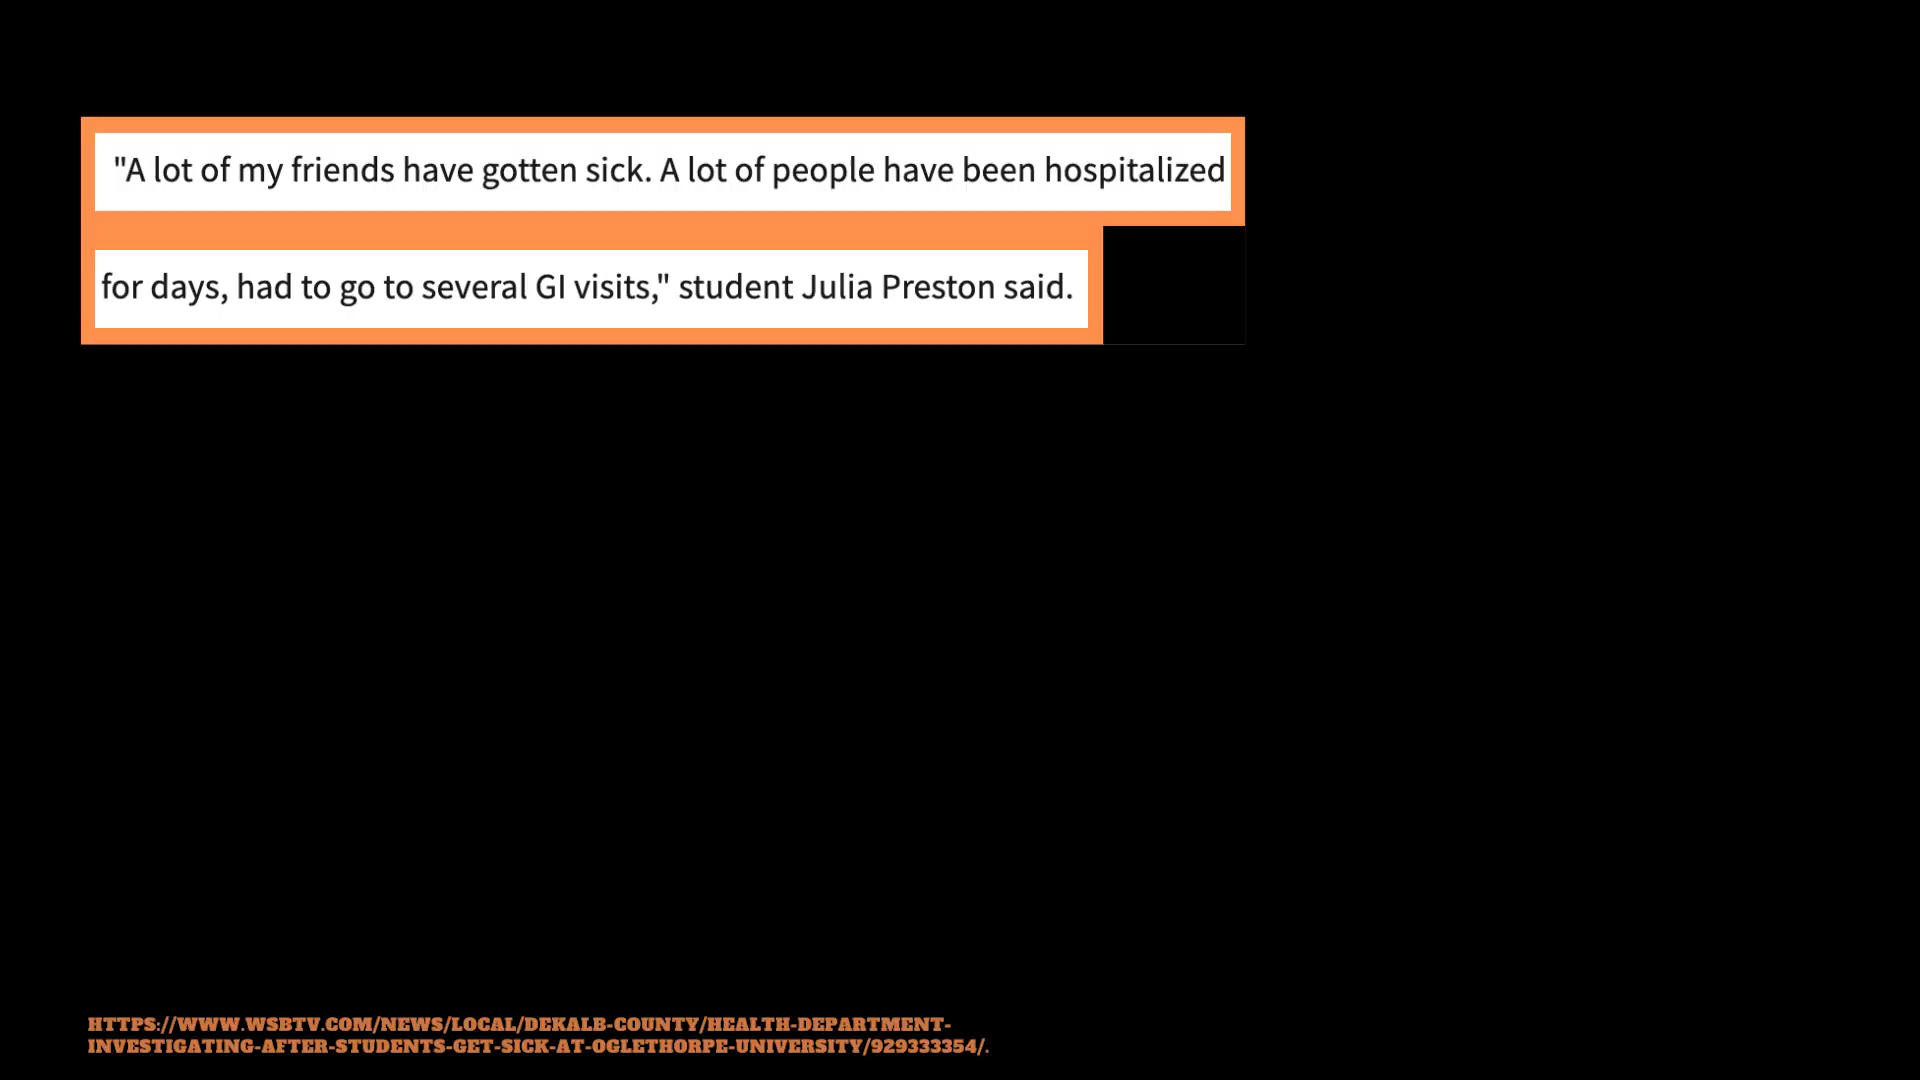 "A lot of my friends have gotten sick. A lot of people have been hospitalized
for days, had to go to several GI visits," student Julia Preston said.
HTTPS://WWW.WSBTV.COM/NEWS/LOCAL/DEKALB-COUNTY/HEALTH-DEPARTMENT-
INVESTIGATING-AFTER-STUDENTS-GET-SICK-AT-OGLETHORPE-UNIVERSITY/929333354/.